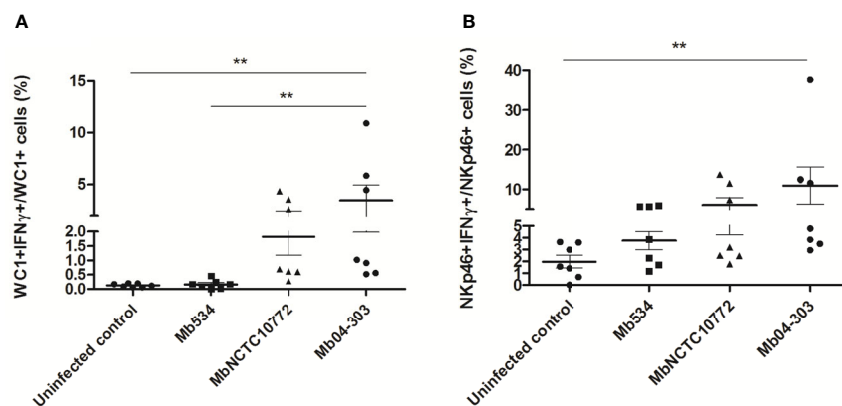 A
WC1+IFNγ+/WC1+ cells (%)
**
**
15
10
5
2.0
1.5
1.0
0.5
0.0
Uninfected control
Mb534
MbNCTC10772
Mb04-303
B
NKp46+IFNγ+/NKp46+ cells (%)
**
40
30
20
10
5
4
3
2
1
0
Uninfected control
Mb534
MbNCTC10772
Mb04-303